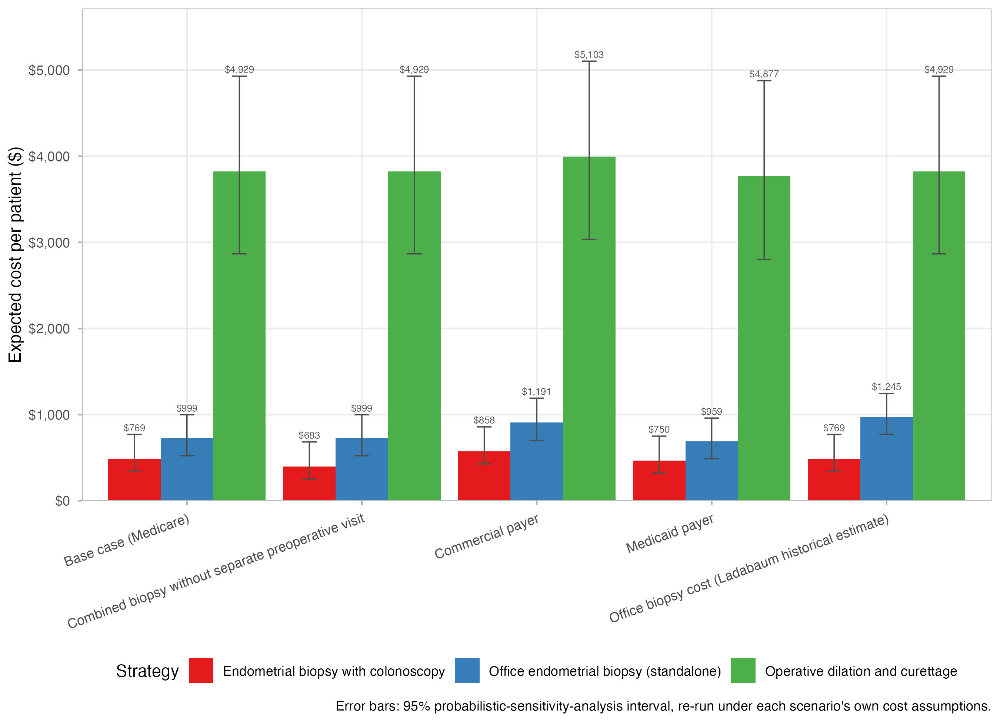 Expected cost per patient ($)
$5,000
$4,000
$3,000
$2,000
$1,000
$0
$769
$999
$4,929
$683
$999
$4,929
$858
$1,191
$5,103
$750
$959
$4,877
$769
$1,245
$4,929
Base case (Medicare)
Combined biopsy without separate preoperative visit
Commercial payer
Medicaid payer
Office biopsy cost (Ladabaum historical estimate)
Strategy
Endometrial biopsy with colonoscopy
Office endometrial biopsy (standalone)
Operative dilation and curettage
Error bars: 95% probabilistic-sensitivity-analysis interval, re-run under each scenario's own cost assumptions.